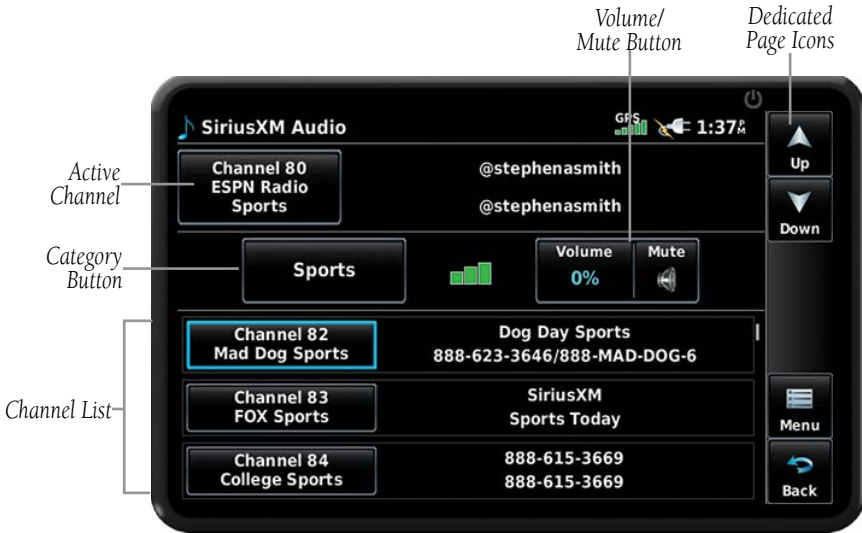 Volume/
Mute Button
Dedicated
Page Icons
SiriusXM Audio
GPS
1:37 PM
Up
Active
Channel
Channel 80
ESPN Radio
Sports
@stephenasmith
@stephenasmith
Down
Category
Button
Sports
Volume
0%
Mute
Channel List
Channel 82
Mad Dog Sports
Dog Day Sports
888-623-3646/888-MAD-DOG-6
Channel 83
FOX Sports
SiriusXM
Sports Today
Menu
Channel 84
College Sports
888-615-3669
888-615-3669
Back